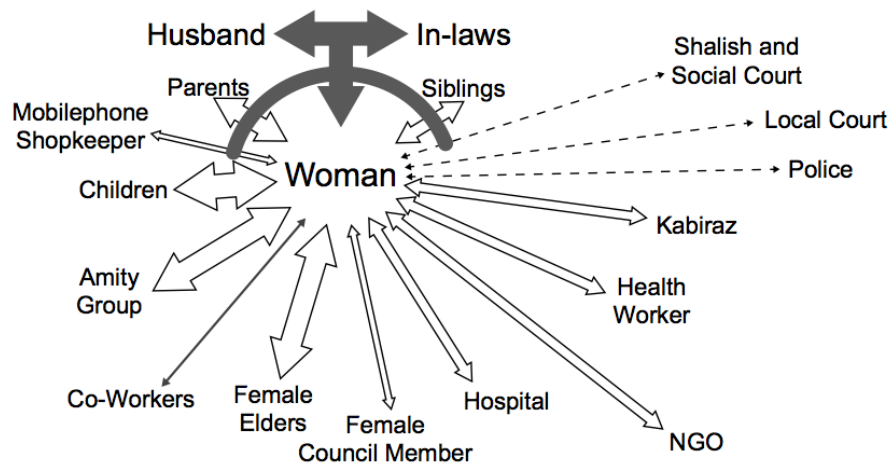 Husband
In-laws
Shalish and
Social Court
Parents
Siblings
Mobilephone
Shopkeeper
Local Court
Woman
Police
Children
Kabiraz
Amity
Group
Health
Worker
Co-Workers
Female
Elders
Female
Council Member
Hospital
NGO